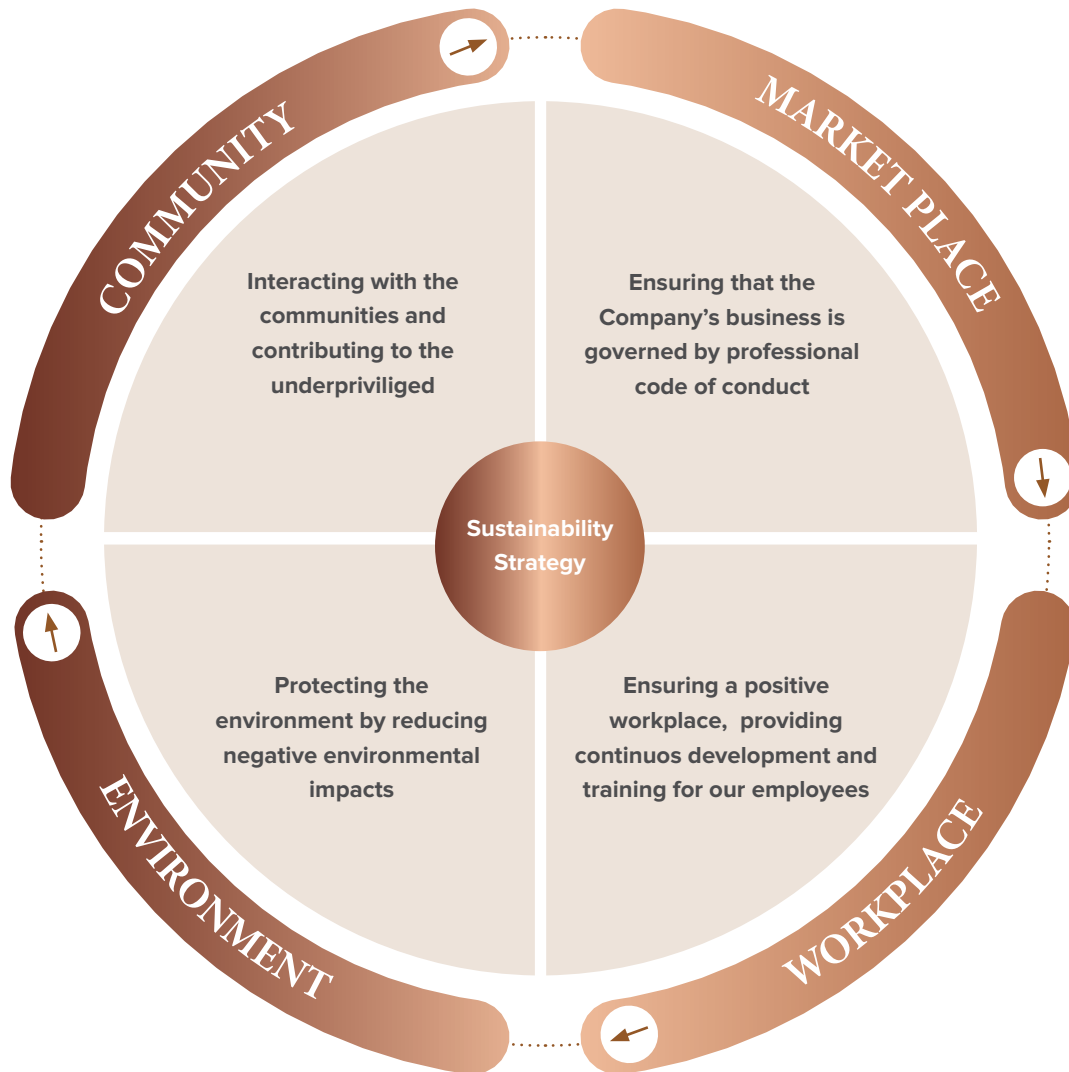 COMMUNITY
MARKET PLACE
Interacting with the
communities and
contributing to the
underpriviliged
Ensuring that the
Company’s business is
governed by professional
code of conduct
Sustainability
Strategy
Protecting the
environment by reducing
negative environmental
impacts
Ensuring a positive
workplace,  providing
continuos development and
training for our employees
ENVIRONMENT
WORKPLACE